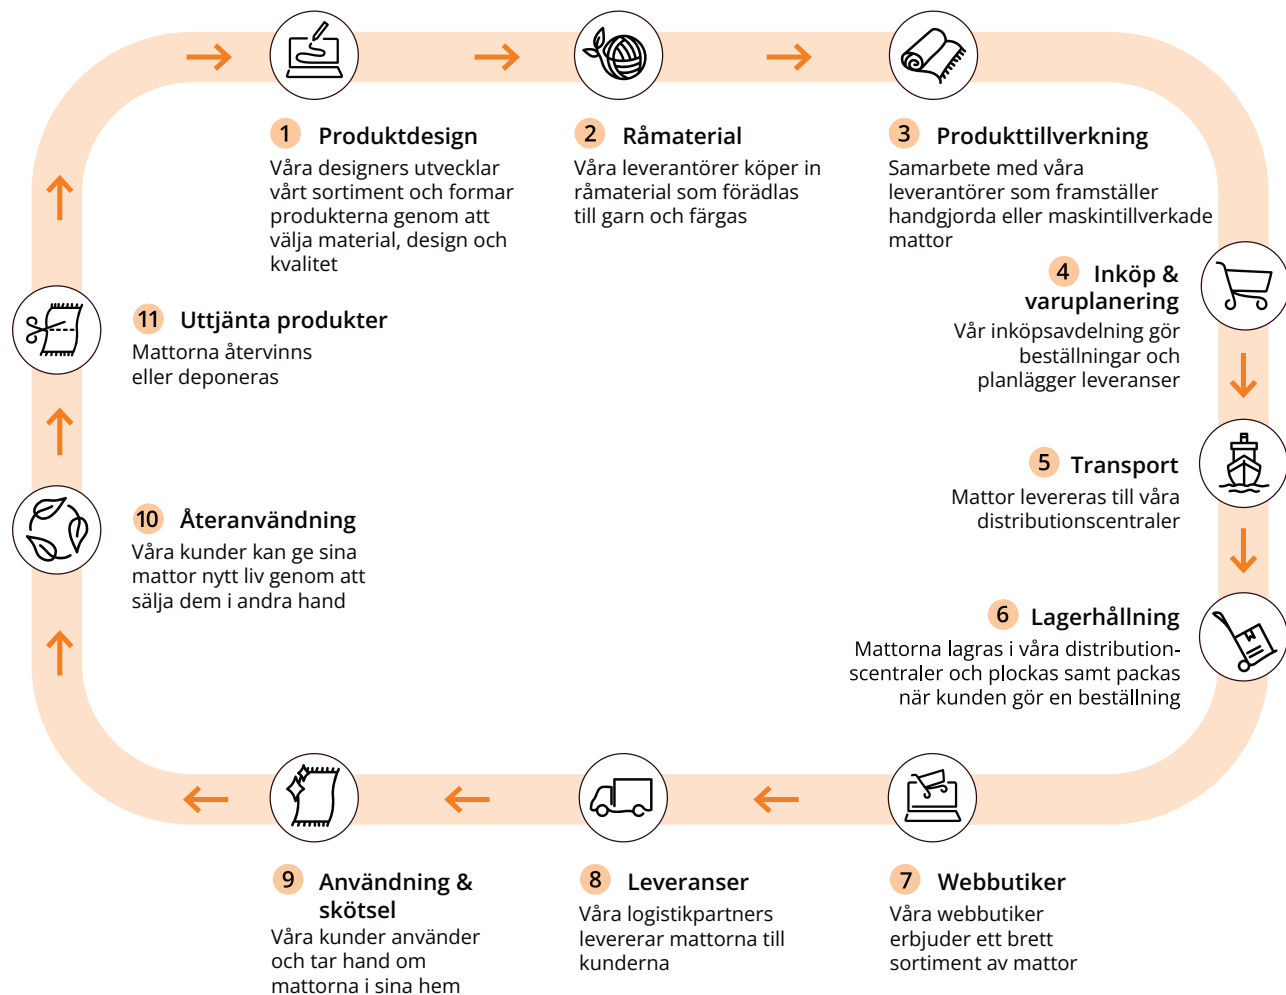 1 Produktdesign
Våra designers utvecklar
vårt sortiment och formar
produkterna genom att
välja material, design och
kvalitet
2 Råmaterial
Våra leverantörer köper in
råmaterial som förädlas
till garn och färgas
3 Produkttillverkning
Samarbete med våra
leverantörer som framställer
handgjorda eller maskintillverkade
mattor
4 Inköp &
varuplanering
Vår inköpsavdelning gör
beställningar och
planlägger leveranser
5 Transport
Mattor levereras till våra
distributionscentraler
6 Lagerhållning
Mattorna lagras i våra distribution-
scentraler och plockas samt packas
när kunden gör en beställning
7 Webbutiker
Våra webbutiker
erbjuder ett brett
sortiment av mattor
8 Leveranser
Våra logistikpartners
levererar mattorna till
kunderna
9 Användning &
skötsel
Våra kunder använder
och tar hand om
mattorna i sina hem
10 Återanvändning
Våra kunder kan ge sina
mattor nytt liv genom att
sälja dem i andra hand
11 Uttjänta produkter
Mattorna återvinns
eller deponeras